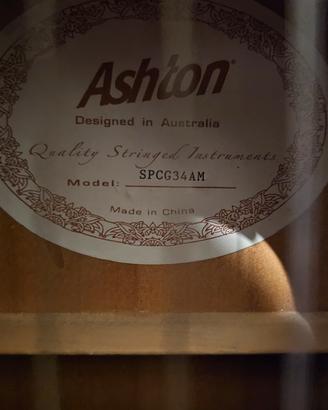 Ashton®
Designed in Australia
Quality Stringed Instruments
Model: SPCG34AM
Made in China